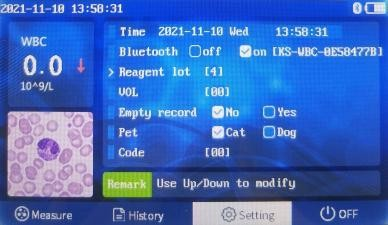 2021-11-10 13:58:31
WBC
0.0
10^9/L
Time 2021-11-10 Wed 13:58:31
Bluetooth off on [KS-WBC-0E58477B]
Reagent lot [4]
VOL [00]
Empty record No Yes
Pet Cat Dog
Code [00]
Remark Use Up/Down to modify
Measure
History
Setting
OFF